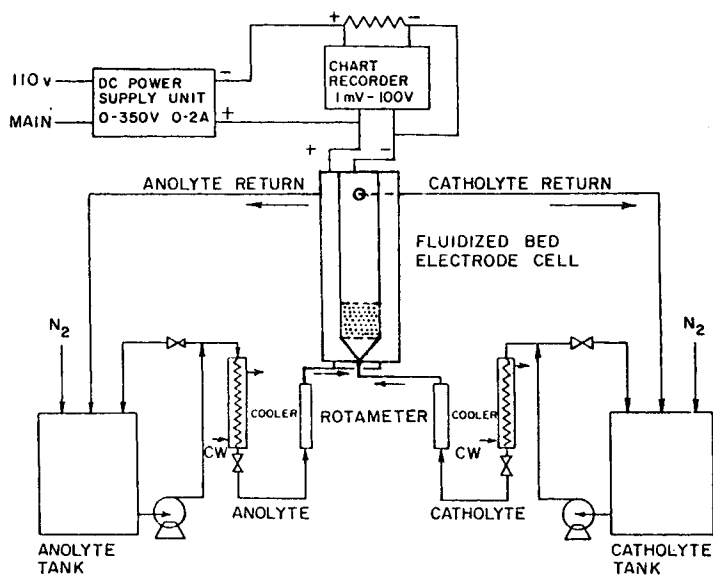 + −
110 v
DC POWER
SUPPLY UNIT
0-350V 0-2A
−
+
MAIN
CHART
RECORDER
1mV-100V
+ −
ANOLYTE RETURN
CATHOLYTE RETURN
FLUIDIZED BED
ELECTRODE CELL
N₂
N₂
COOLER
ROTAMETER
COOLER
CW
CW
ANOLYTE
CATHOLYTE
ANOLYTE
TANK
CATHOLYTE
TANK